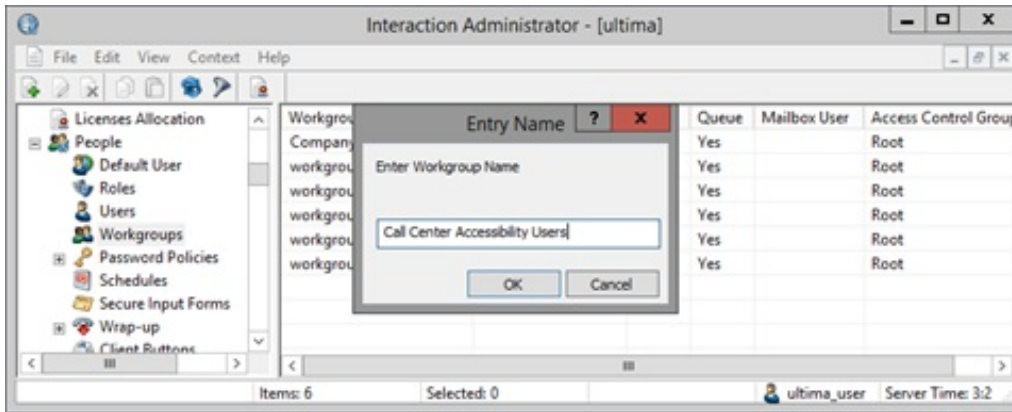 Interaction Administrator - [ultima]
File Edit View Context Help
Licenses Allocation
People
Default User
Roles
Users
Workgroups
Password Policies
Schedules
Secure Input Forms
Wrap-up
Client Buttons
Workgrou Queue Mailbox User Access Control Group
Company Yes Root
workgrou Yes Root
workgrou Yes Root
workgrou Yes Root
workgrou Yes Root
workgrou Yes Root
Entry Name ? x
Enter Workgroup Name
Call Center Accessibility Users
OK Cancel
Items: 6 Selected: 0 ultima_user Server Time: 3:2